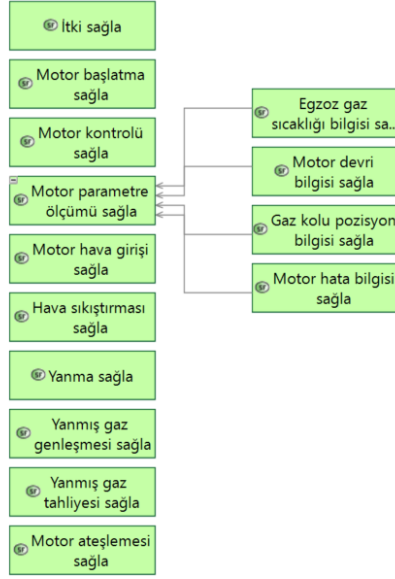 İtki sağla
Motor başlatma
sağla
Motor kontrolü
sağla
Motor parametre
ölçümü sağla
Motor hava girişi
sağla
Hava sıkıştırması
sağla
Yanma sağla
Yanmış gaz
genleşmesi sağla
Yanmış gaz
tahliyesi sağla
Motor ateşlemesi
sağla
Egzoz gaz
sıcaklığı bilgisi sa...
Motor devri
bilgisi sağla
Gaz kolu pozisyon
bilgisi sağla
Motor hata bilgisi
sağla